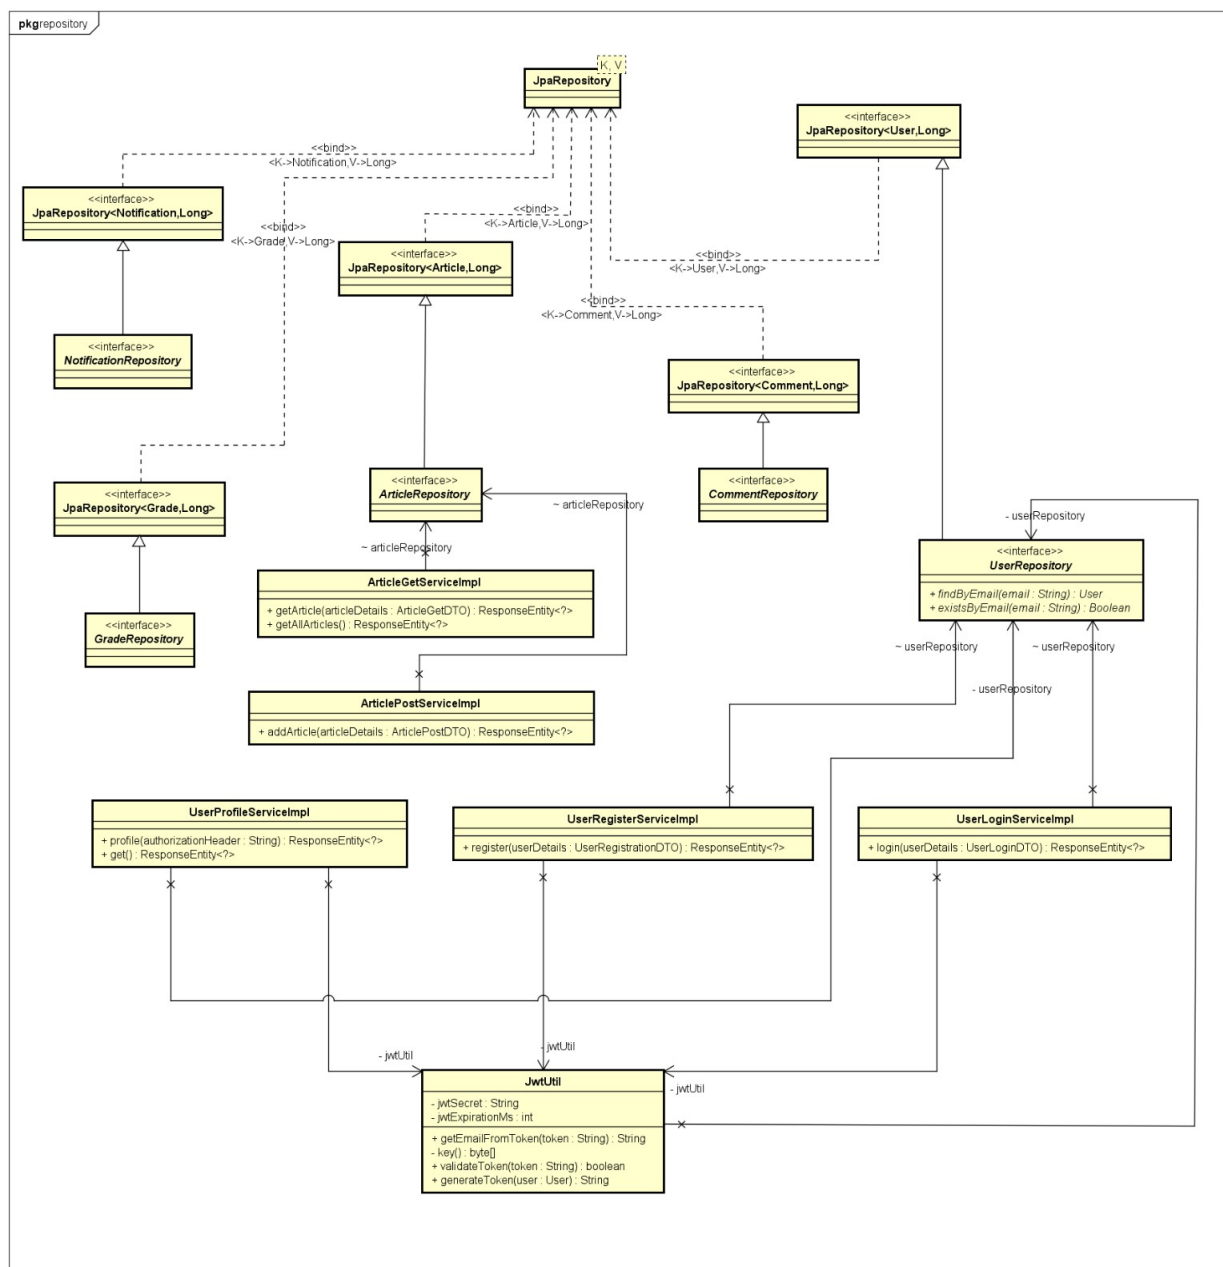 pkg repository
K, V
JpaRepository
<<interface>>
JpaRepository<User,Long>
<<bind>>
<K->Notification,V->Long>
<<interface>>
JpaRepository<Notification,Long>
<<bind>>
<K->Article,V->Long>
<<bind>>
<K->Grade,V->Long>
<<interface>>
JpaRepository<Article,Long>
<<bind>>
<K->User,V->Long>
<<bind>>
<K->Comment,V->Long>
<<interface>>
NotificationRepository
<<interface>>
JpaRepository<Comment,Long>
<<interface>>
ArticleRepository
<<interface>>
CommentRepository
<<interface>>
JpaRepository<Grade,Long>
~ articleRepository
- userRepository
~ articleRepository
<<interface>>
UserRepository
+ findByEmail(email : String) : User
+ existsByEmail(email : String) : Boolean
ArticleGetServiceImpl
+ getArticle(articleDetails : ArticleGetDTO) : ResponseEntity<?>
+ getAllArticles() : ResponseEntity<?>
<<interface>>
GradeRepository
~ userRepository
~ userRepository
- userRepository
ArticlePostServiceImpl
+ addArticle(articleDetails : ArticlePostDTO) : ResponseEntity<?>
UserProfileServiceImpl
+ profile(authorizationHeader : String) : ResponseEntity<?>
+ get() : ResponseEntity<?>
UserRegisterServiceImpl
+ register(userDetails : UserRegistrationDTO) : ResponseEntity<?>
UserLoginServiceImpl
+ login(userDetails : UserLoginDTO) : ResponseEntity<?>
- jwtUtil
- jwtUtil
- jwtUtil
JwtUtil
- jwtSecret : String
- jwtExpirationMs : int
+ getEmailFromToken(token : String) : String
- key() : byte[]
+ validateToken(token : String) : boolean
+ generateToken(user : User) : String